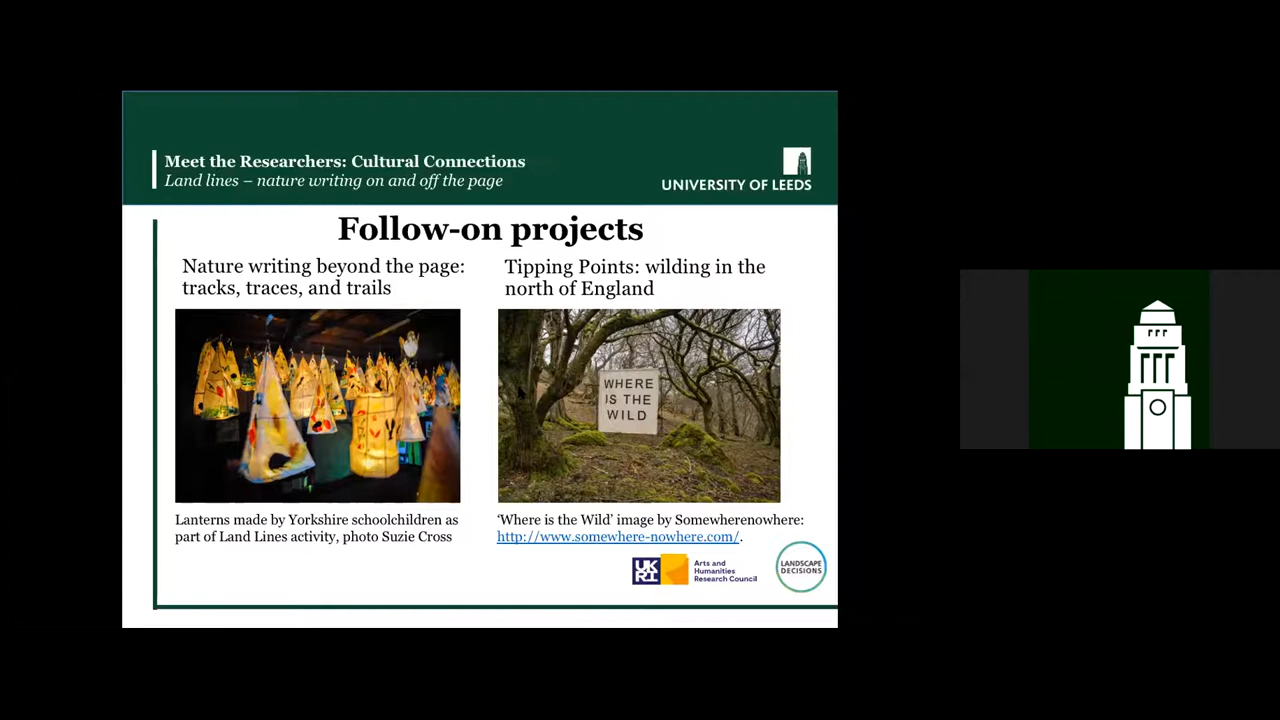 Meet the Researchers: Cultural Connections
Land lines – nature writing on and off the page
UNIVERSITY OF LEEDS
Follow-on projects
Nature writing beyond the page:
tracks, traces, and trails
Tipping Points: wilding in the
north of England
WHERE
IS THE
WILD
Lanterns made by Yorkshire schoolchildren as
part of Land Lines activity, photo Suzie Cross
‘Where is the Wild’ image by Somewherenowhere:
http://www.somewhere-nowhere.com/.
UK
RI
Arts and
Humanities
Research Council
LANDSCAPE
DECISIONS